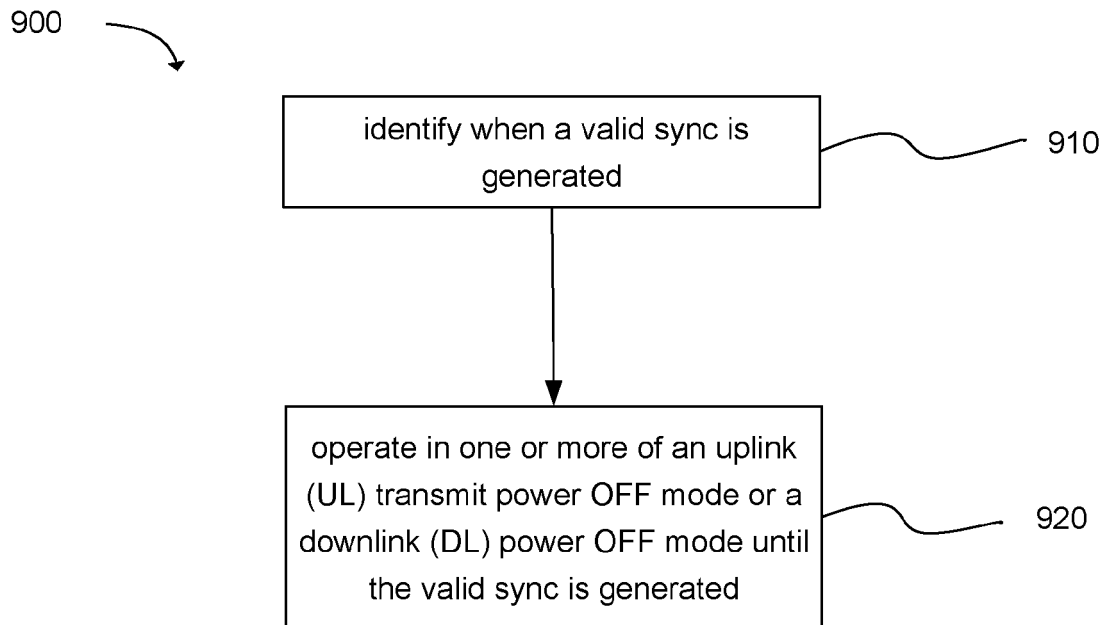 900
identify when a valid sync is
generated
910
operate in one or more of an uplink
(UL) transmit power OFF mode or a
downlink (DL) power OFF mode until
the valid sync is generated
920